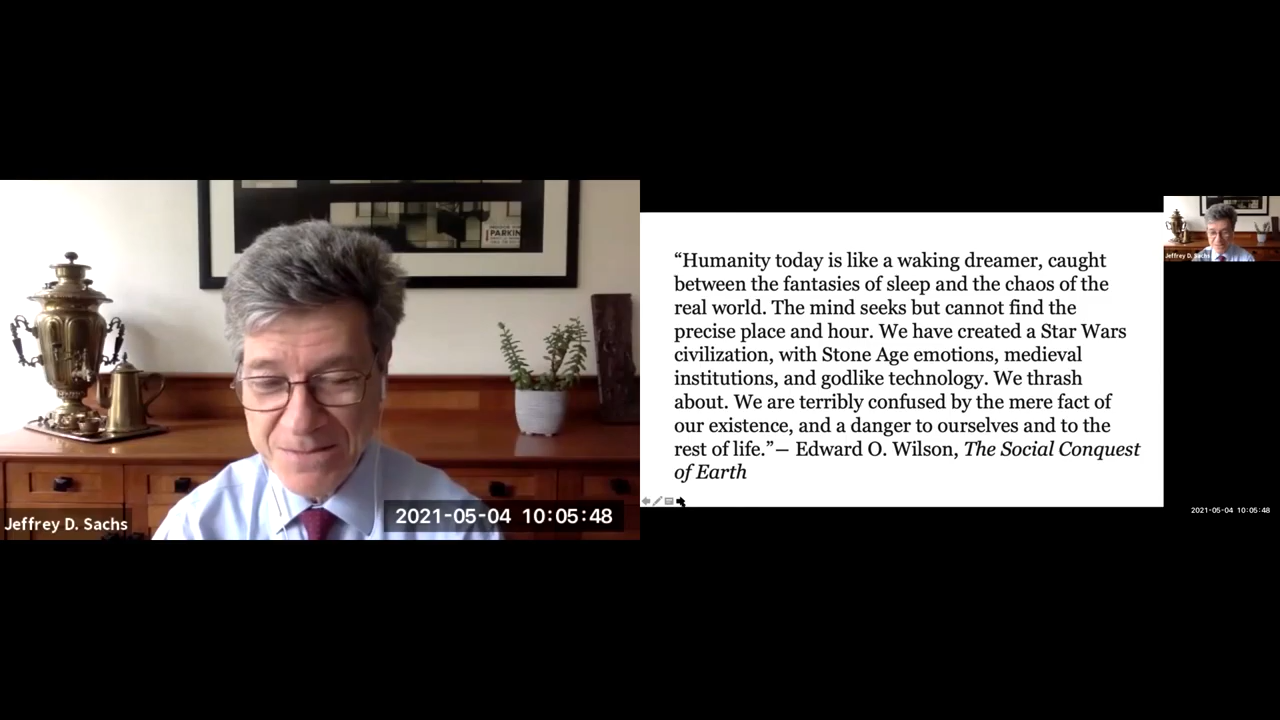 PARKIN
Jeffrey D. Sachs
2021-05-04 10:05:48
“Humanity today is like a waking dreamer, caught
between the fantasies of sleep and the chaos of the
real world. The mind seeks but cannot find the
precise place and hour. We have created a Star Wars
civilization, with Stone Age emotions, medieval
institutions, and godlike technology. We thrash
about. We are terribly confused by the mere fact of
our existence, and a danger to ourselves and to the
rest of life.”― Edward O. Wilson, The Social Conquest
of Earth
Jeffrey D. Sachs
2021-05-04 10:05:48